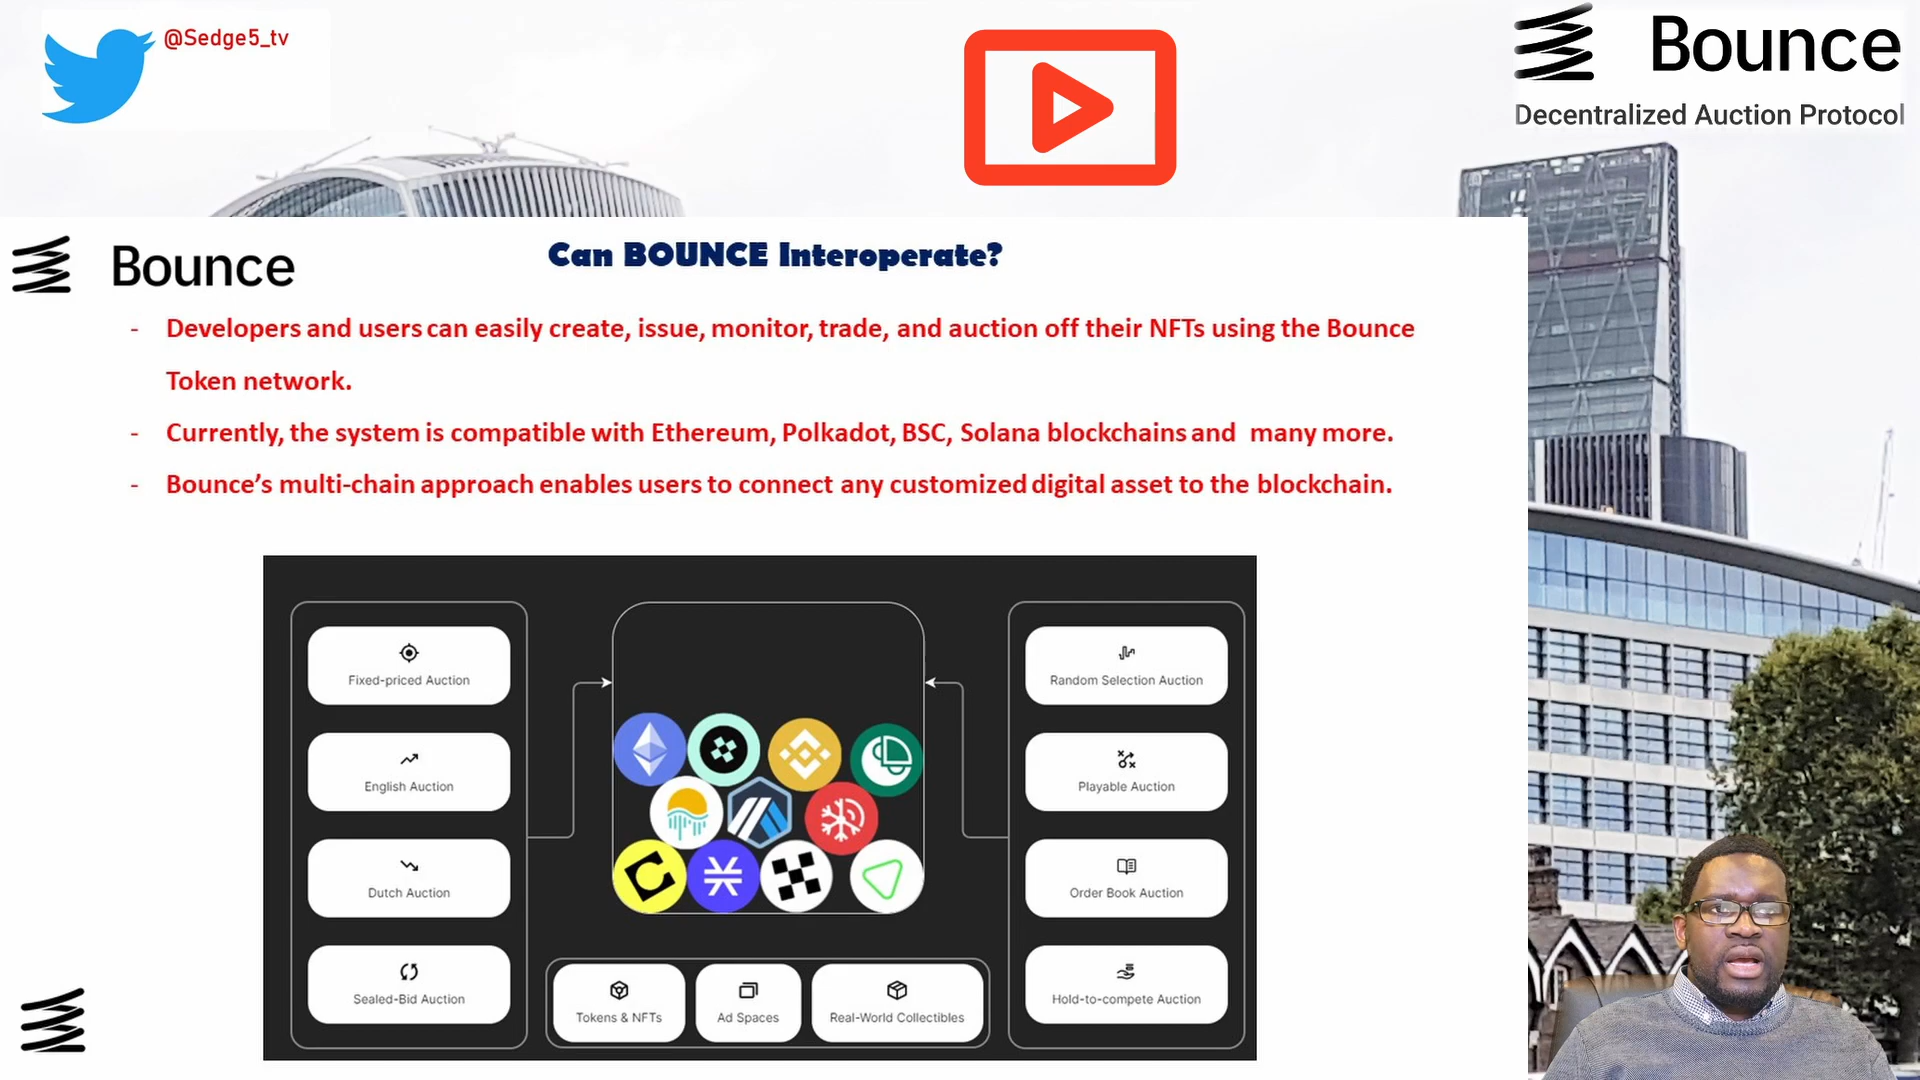 @Sedge5_tv
Bounce
Decentralized Auction Protocol
Bounce
Can BOUNCE Interoperate?
- Developers and users can easily create, issue, monitor, trade, and auction off their NFTs using the Bounce
Token network.
- Currently, the system is compatible with Ethereum, Polkadot, BSC, Solana blockchains and many more.
- Bounce’s multi-chain approach enables users to connect any customized digital asset to the blockchain.
Fixed-priced Auction
English Auction
Dutch Auction
Sealed-Bid Auction
Tokens & NFTs
Ad Spaces
Real-World Collectibles
Random Selection Auction
Playable Auction
Order Book Auction
Hold-to-compete Auction